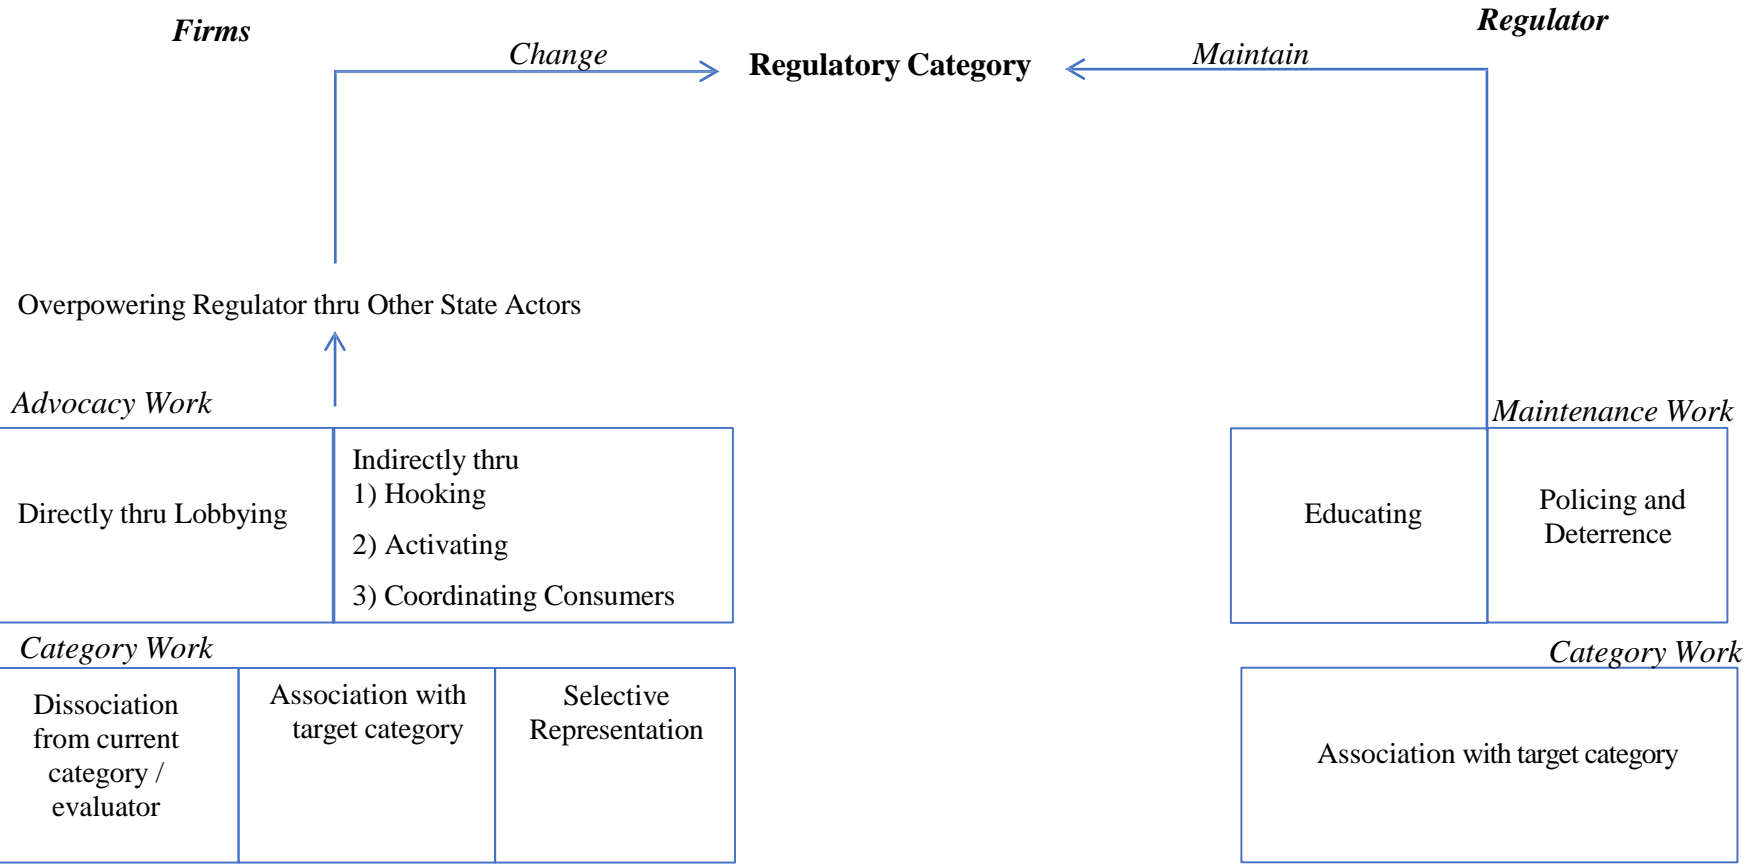 Firms
Regulator
Change
Regulatory Category
Maintain
Overpowering Regulator thru Other State Actors
Advocacy Work
Maintenance Work
Directly thru Lobbying
Indirectly thru
1) Hooking
2) Activating
3) Coordinating Consumers
Educating
Policing and
Deterrence
Category Work
Category Work
Dissociation
from current
category /
evaluator
Association with
target category
Selective
Representation
Association with target category